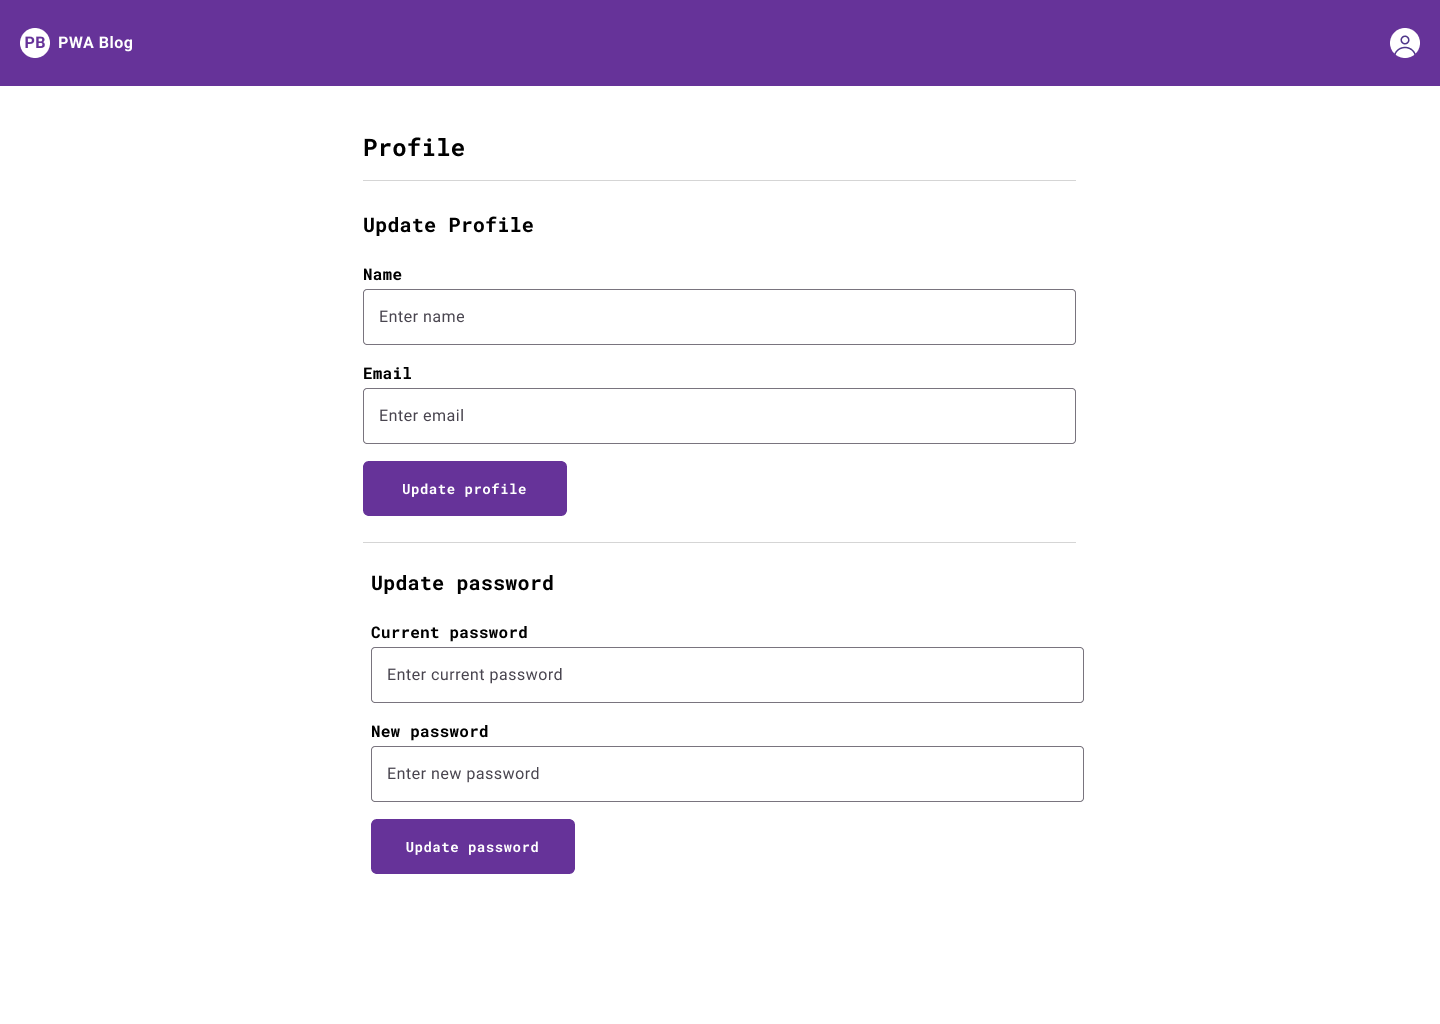 PB PWA Blog
Profile
Update Profile
Name
Enter name
Email
Enter email
Update profile
Update password
Current password
Enter current password
New password
Enter new password
Update password